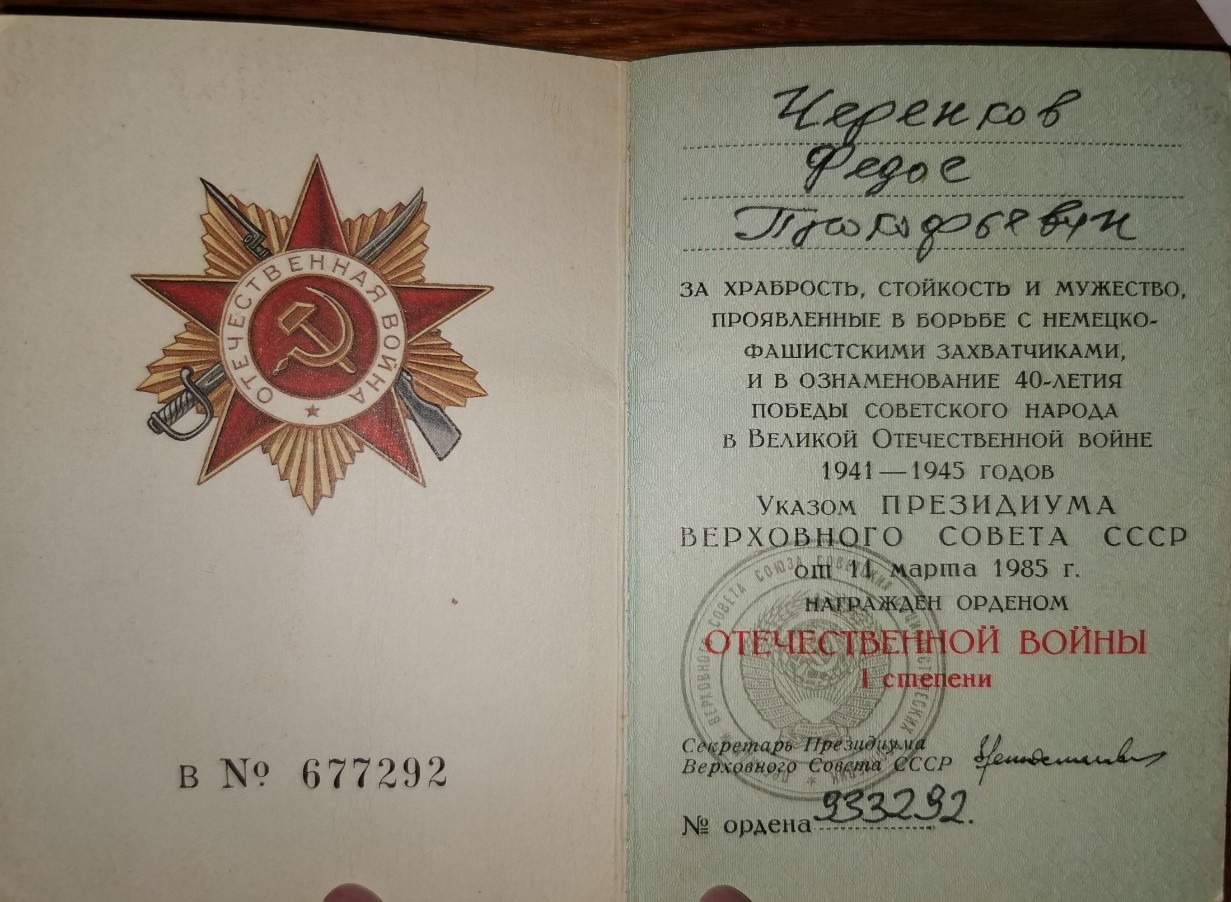 ОТЕЧЕСТВЕННАЯ ВОЙНА
В № 677292
Черенков
Федос
Прокофьевич
ЗА ХРАБРОСТЬ, СТОЙКОСТЬ И МУЖЕСТВО,
ПРОЯВЛЕННЫЕ В БОРЬБЕ С НЕМЕЦКО-
ФАШИСТСКИМИ ЗАХВАТЧИКАМИ,
И В ОЗНАМЕНОВАНИЕ 40-ЛЕТИЯ
ПОБЕДЫ СОВЕТСКОГО НАРОДА
В ВЕЛИКОЙ ОТЕЧЕСТВЕННОЙ ВОЙНЕ
1941—1945 ГОДОВ
УКАЗОМ ПРЕЗИДИУМА
ВЕРХОВНОГО СОВЕТА СССР
от 11 марта 1985 г.
НАГРАЖДЕН ОРДЕНОМ
ОТЕЧЕСТВЕННОЙ ВОЙНЫ
I степени
Секретарь Президиума
Верховного Совета СССР
№ ордена 933292.